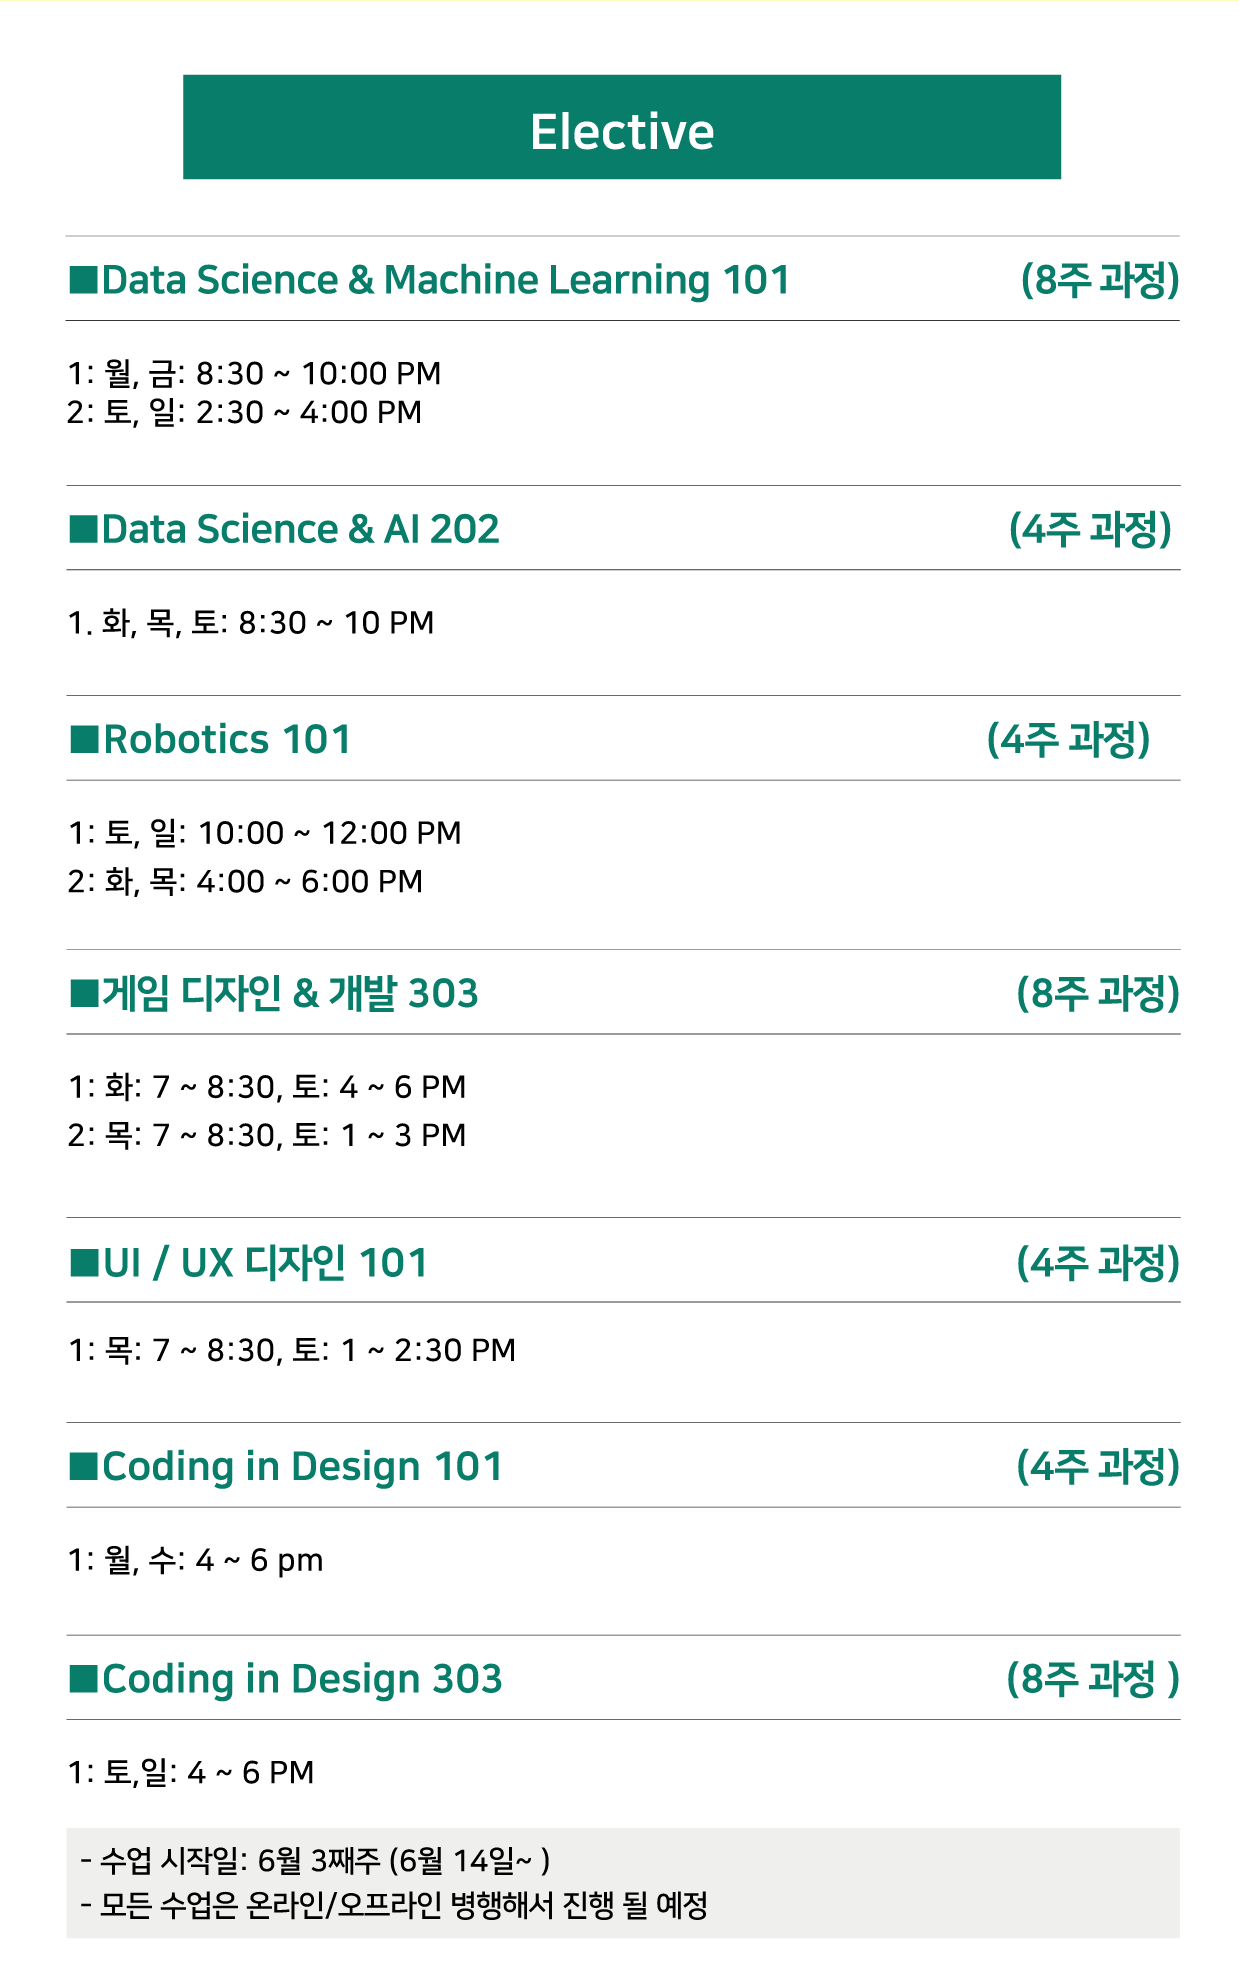 Elective
■Data Science & Machine Learning 101 (8주 과정)
1: 월, 금: 8:30 ~ 10:00 PM
2: 토, 일: 2:30 ~ 4:00 PM
■Data Science & AI 202 (4주 과정)
1. 화, 목, 토: 8:30 ~ 10 PM
■Robotics 101 (4주 과정)
1: 토, 일: 10:00 ~ 12:00 PM
2: 화, 목: 4:00 ~ 6:00 PM
■게임 디자인 & 개발 303 (8주 과정)
1: 화: 7 ~ 8:30, 토: 4 ~ 6 PM
2: 목: 7 ~ 8:30, 토: 1 ~ 3 PM
■UI / UX 디자인 101 (4주 과정)
1: 목: 7 ~ 8:30, 토: 1 ~ 2:30 PM
■Coding in Design 101 (4주 과정)
1: 월, 수: 4 ~ 6 pm
■Coding in Design 303 (8주 과정 )
1: 토,일: 4 ~ 6 PM
- 수업 시작일: 6월 3째주 (6월 14일~ )
- 모든 수업은 온라인/오프라인 병행해서 진행 될 예정